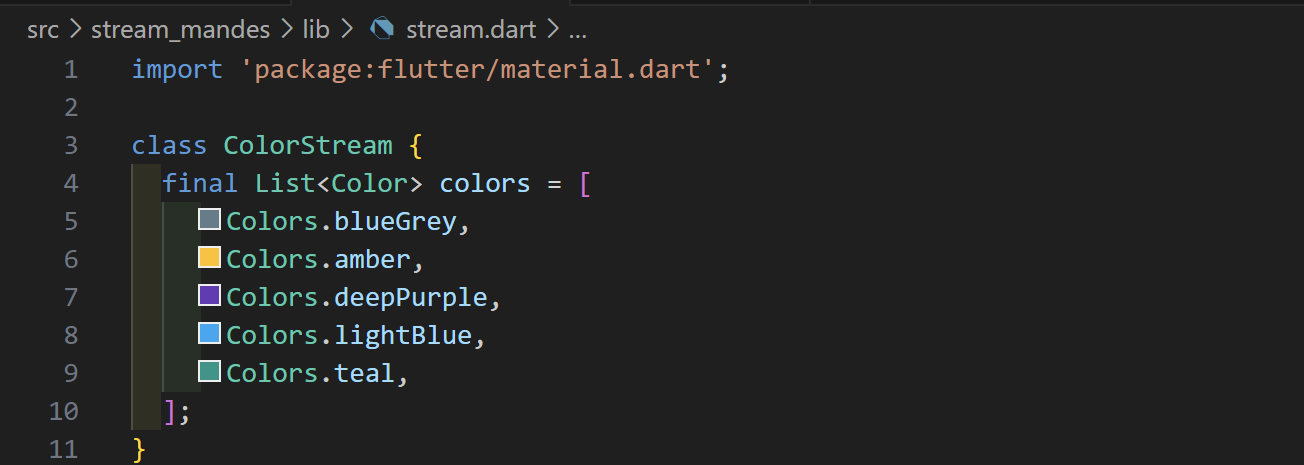 src > stream_mandes > lib > stream.dart > ...
1 import 'package:flutter/material.dart';
2
3 class ColorStream {
4   final List<Color> colors = [
5     Colors.blueGrey,
6     Colors.amber,
7     Colors.deepPurple,
8     Colors.lightBlue,
9     Colors.teal,
10   ];
11 }